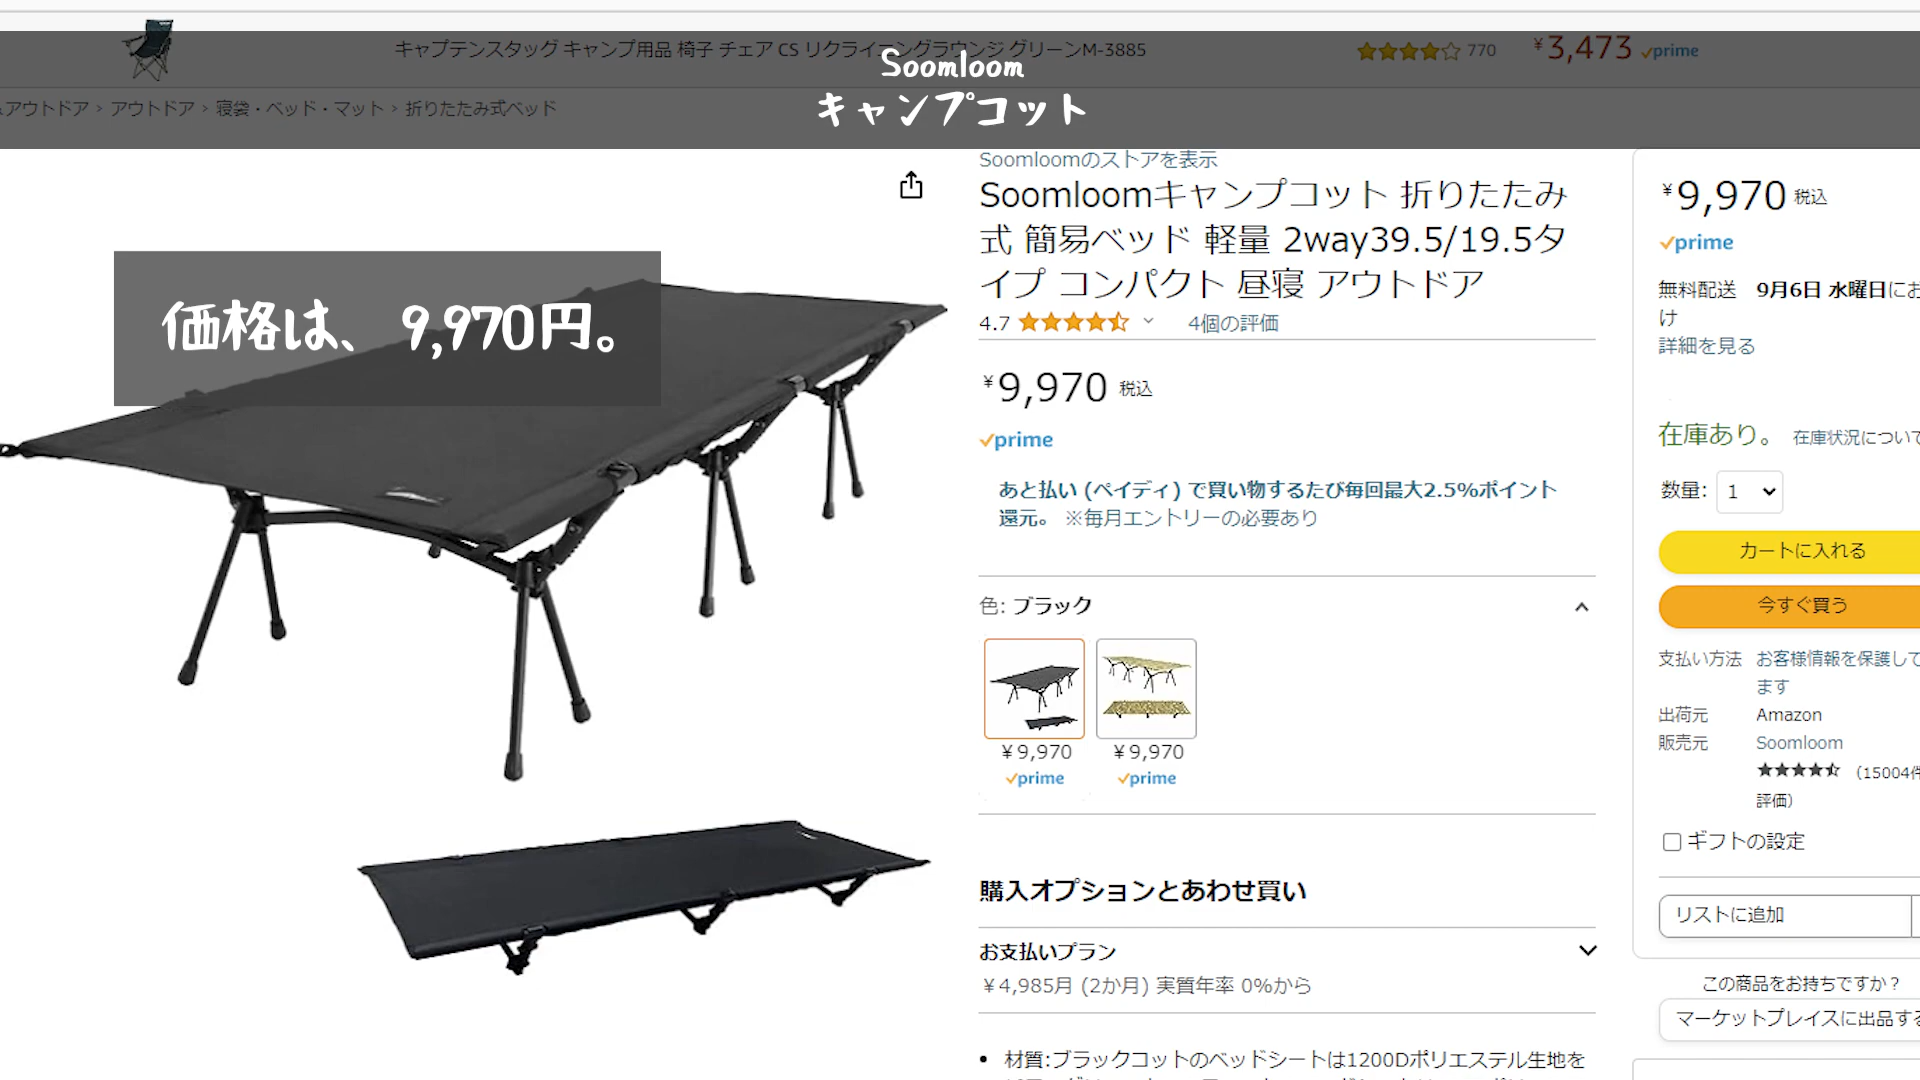 キャプテンスタッグ キャンプ用品 椅子 チェア CS リクライニングラウンジ グリーンM-3885
770
¥3,473 prime
Soomloom
キャンプコット
アウトドア › アウトドア › 寝袋・ベッド・マット › 折りたたみ式ベッド
価格は、9,970円。
Soomloomのストアを表示
Soomloomキャンプコット 折りたたみ
式 簡易ベッド 軽量 2way39.5/19.5タ
イプ コンパクト 昼寝 アウトドア
4.7 4個の評価
¥9,970 税込
prime
あと払い (ペイディ) で買い物するたび毎回最大2.5%ポイント
還元。 ※毎月エントリーの必要あり
色: ブラック
¥9,970 ¥9,970
prime prime
購入オプションとあわせ買い
お支払いプラン
¥4,985月 (2か月) 実質年率 0%から
• 材質:ブラックコットのベッドシートは1200Dポリエステル生地を
¥9,970 税込
prime
無料配送 9月6日 水曜日にお
け
詳細を見る
在庫あり。 在庫状況について
数量: 1
カートに入れる
今すぐ買う
支払い方法 お客様情報を保護して
ます
出荷元 Amazon
販売元 Soomloom
(15004件
評価)
ギフトの設定
リストに追加
この商品をお持ちですか？
マーケットプレイスに出品する